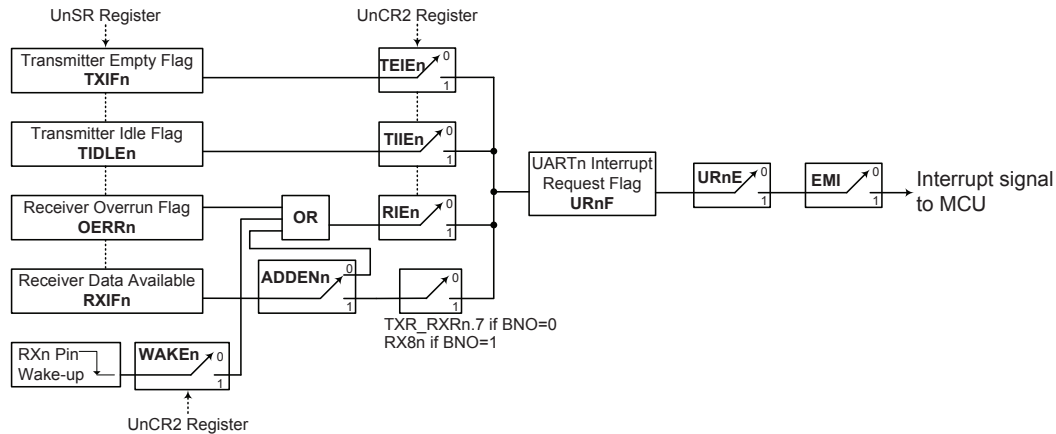 UnSR Register
UnCR2 Register
Transmitter Empty Flag
TXIFn
TEIEn
0
1
Transmitter Idle Flag
TIDLEn
TIIEn
0
1
UARTn Interrupt
Request Flag
URnF
URnE
0
1
EMI
0
1
Interrupt signal
to MCU
Receiver Overrun Flag
OERRn
OR
RIEn
0
1
Receiver Data Available
RXIFn
ADDENn
0
1
0
1
TXR_RXRn.7 if BNO=0
RX8n if BNO=1
RXn Pin
Wake-up
WAKEn
0
1
UnCR2 Register